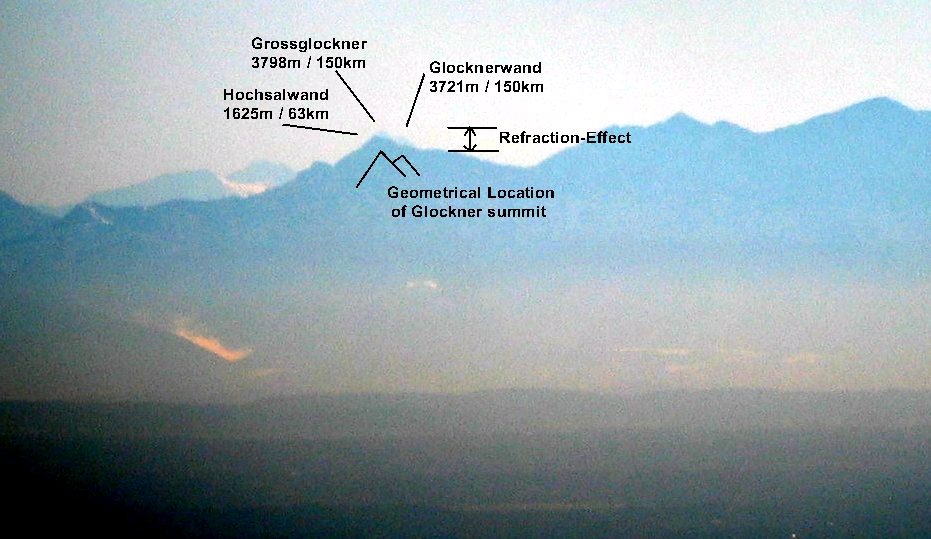 Grossglockner
3798m / 150km
Glocknerwand
3721m / 150km
Hochsalwand
1625m / 63km
Refraction-Effect
Geometrical Location
of Glockner summit